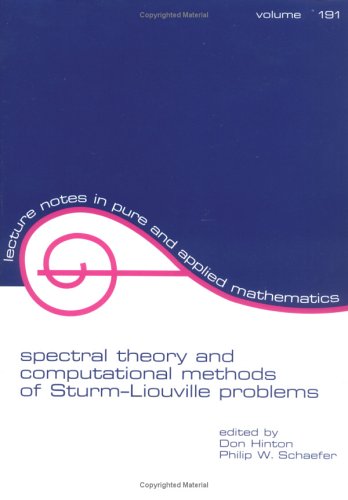 Copyrighted Material
volume 191
lecture notes in pure and applied mathematics
spectral theory and
computational methods
of Sturm-Liouville problems
edited by
Don Hinton
Philip W. Schaefer
Copyrighted Material